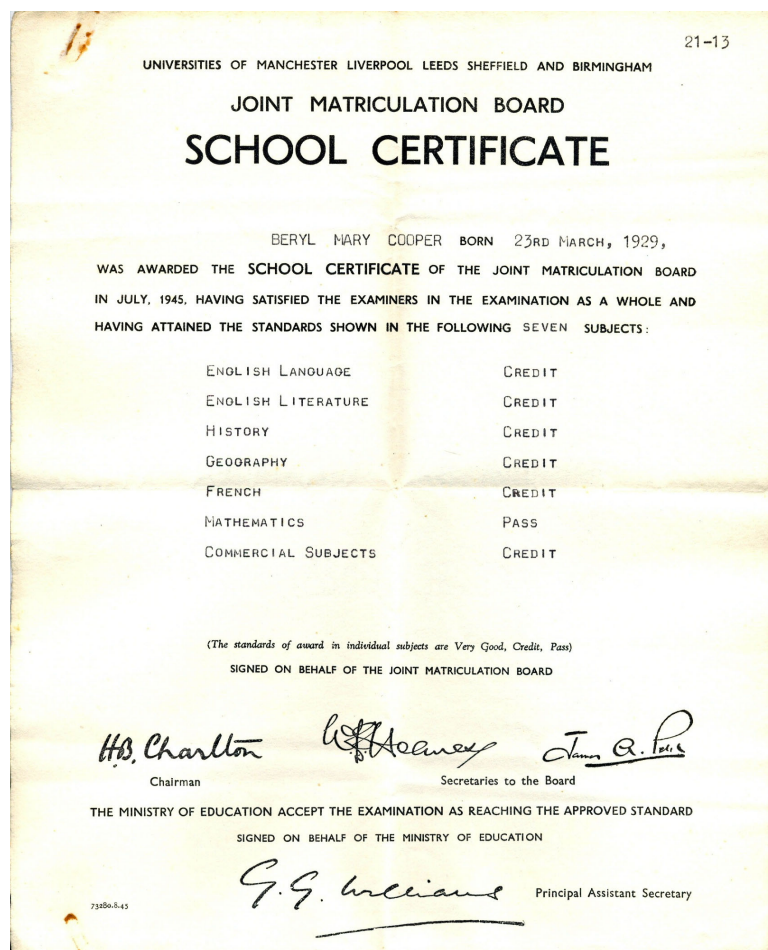 21-13
UNIVERSITIES OF MANCHESTER LIVERPOOL LEEDS SHEFFIELD AND BIRMINGHAM
JOINT MATRICULATION BOARD
SCHOOL CERTIFICATE
BERYL MARY COOPER BORN 23RD MARCH, 1929,
WAS AWARDED THE SCHOOL CERTIFICATE OF THE JOINT MATRICULATION BOARD
IN JULY, 1945, HAVING SATISFIED THE EXAMINERS IN THE EXAMINATION AS A WHOLE AND
HAVING ATTAINED THE STANDARDS SHOWN IN THE FOLLOWING SEVEN SUBJECTS:
ENGLISH LANGUAGE CREDIT
ENGLISH LITERATURE CREDIT
HISTORY CREDIT
GEOGRAPHY CREDIT
FRENCH CREDIT
MATHEMATICS PASS
COMMERCIAL SUBJECTS CREDIT
(The standards of award in individual subjects are Very Good, Credit, Pass)
SIGNED ON BEHALF OF THE JOINT MATRICULATION BOARD
H.B. Charlton James
Chairman Secretaries to the Board
THE MINISTRY OF EDUCATION ACCEPT THE EXAMINATION AS REACHING THE APPROVED STANDARD
SIGNED ON BEHALF OF THE MINISTRY OF EDUCATION
G.G. Williams Principal Assistant Secretary
73280.8.45